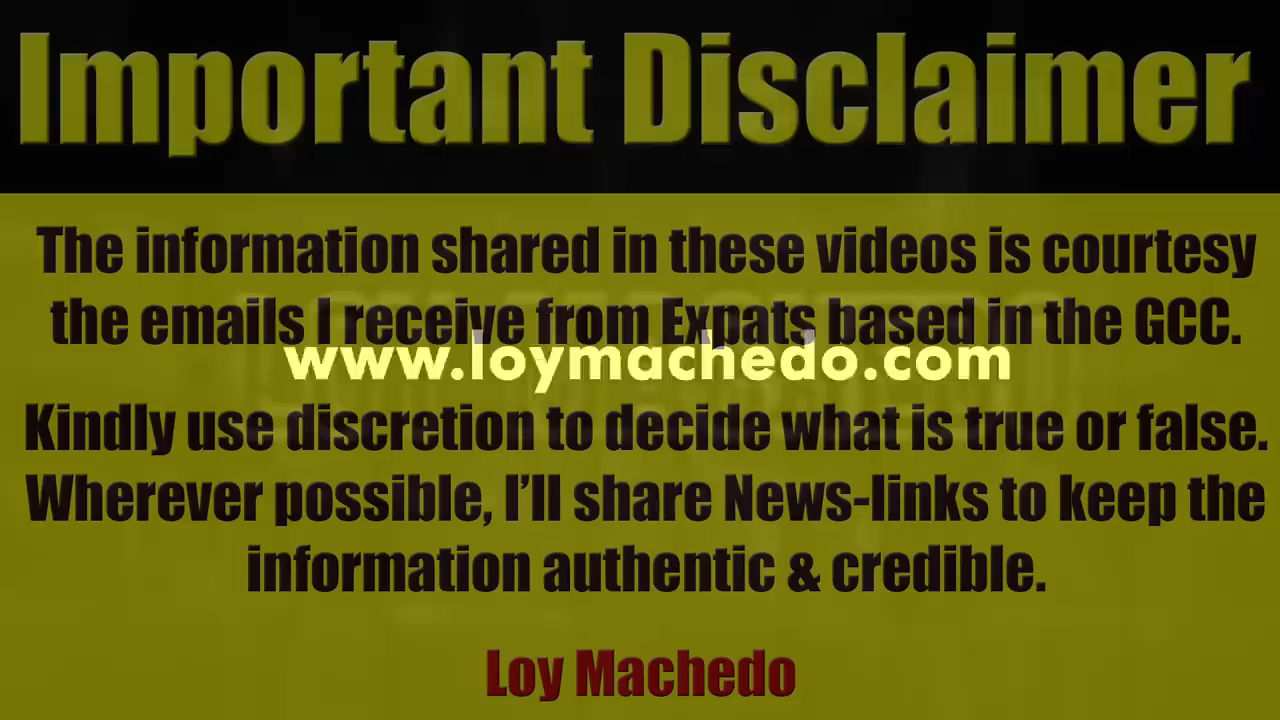 Important Disclaimer
The information shared in these videos is courtesy
the emails I receive from Expats based in the GCC.
www.loymachedo.com
Kindly use discretion to decide what is true or false.
Wherever possible, I’ll share News-links to keep the
information authentic & credible.
Loy Machedo